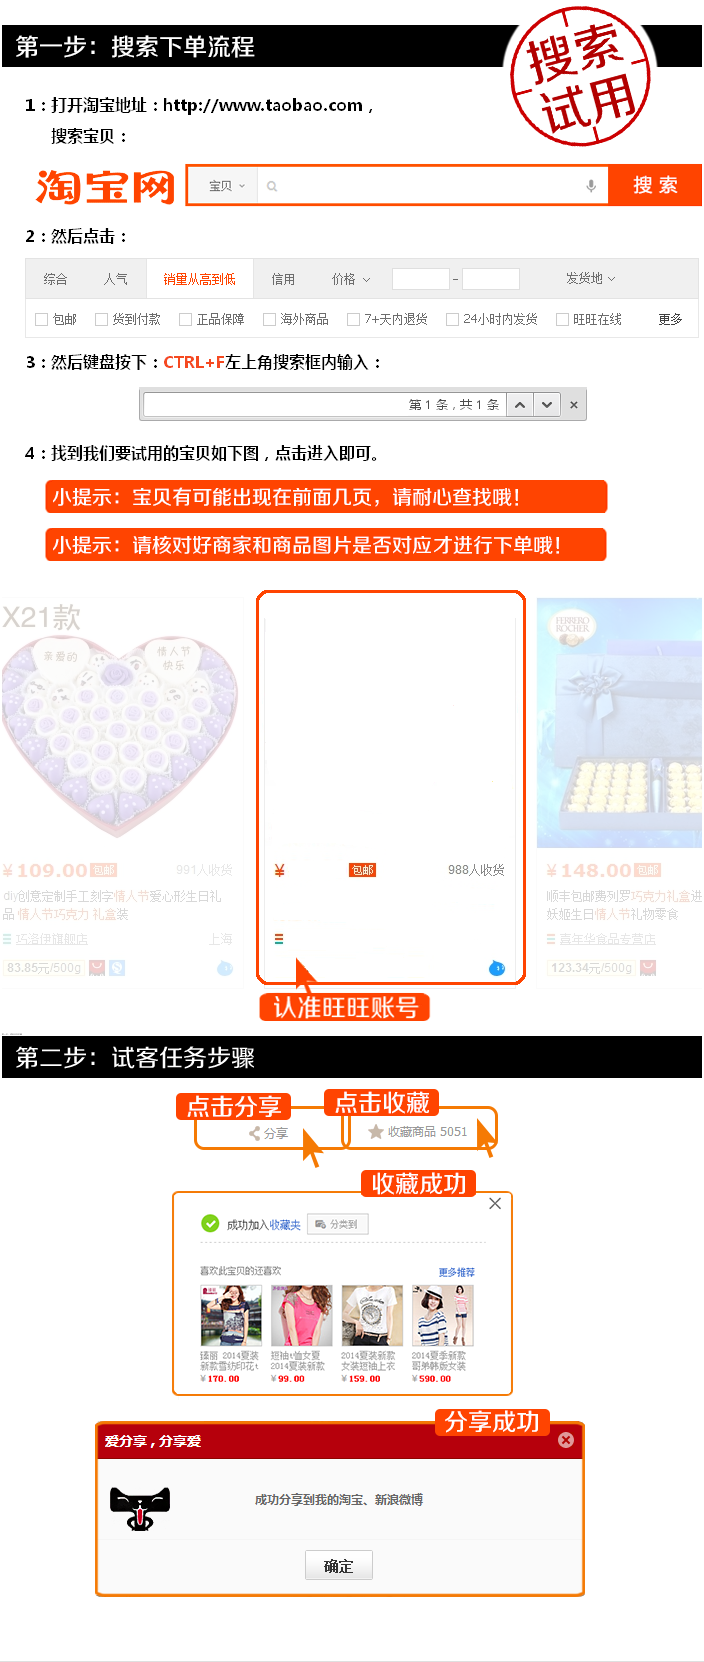 第一步：搜索下单流程
搜索
试用
1：打开淘宝地址：http://www.taobao.com，
搜索宝贝：
淘宝网
宝贝
搜 索
2：然后点击：
综合 人气 销量从高到低 信用 价格 - 发货地
包邮 货到付款 正品保障 海外商品 7+天内退货 24小时内发货 旺旺在线 更多
3：然后键盘按下：CTRL+F左上角搜索框内输入：
第 1 条，共 1 条
4：找到我们要试用的宝贝如下图，点击进入即可。
小提示：宝贝有可能出现在前面几页，请耐心查找哦！
小提示：请核对好商家和商品图片是否对应才进行下单哦！
X21款
亲爱的
情人节
快乐
FERRERO
ROCHER
¥109.00 包邮 991人收货
diy创意定制手工刻字情人节爱心形生日礼
品 情人节巧克力 礼盒装
巧洛伊旗舰店 上海
83.85元/500g
¥ 包邮 988人收货
¥148.00 包邮
顺丰包邮费列罗巧克力礼盒进
妖姬生日情人节礼物零食
喜年华食品专营店
123.34元/500g
认准旺旺账号
第二步：试客任务步骤
点击分享
点击收藏
分享
收藏商品 5051
收藏成功
成功加入收藏夹 分类到
喜欢此宝贝的还喜欢 更多推荐
臻丽 2014夏装
新款雪纺印花t
¥170.00
短袖t恤女夏
2014夏装新款
¥99.00
2014夏装新款
女装短袖上衣
¥159.00
2014夏季新款
哥弟韩版女装
¥590.00
分享成功
爱分享，分享爱
成功分享到我的淘宝、新浪微博
确定